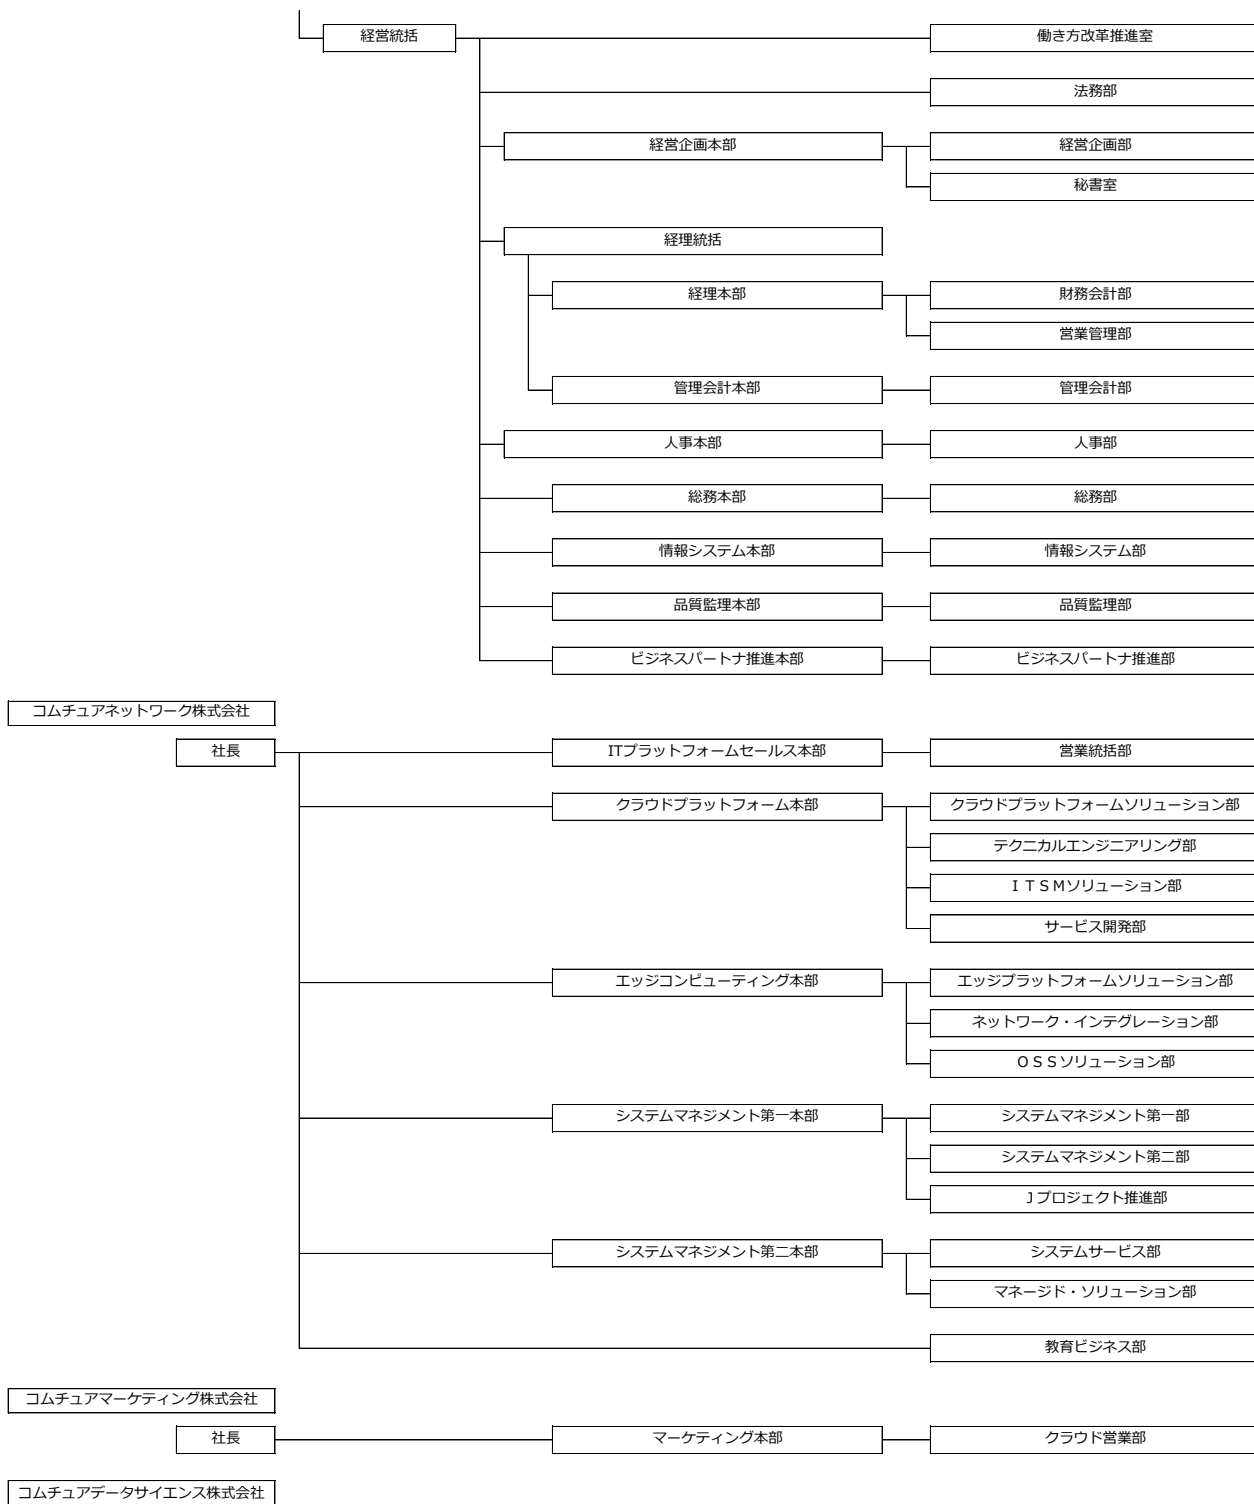 経営統括 働き方改革推進室
法務部
経営企画本部 経営企画部
秘書室
経理統括
経理本部 財務会計部
営業管理部
管理会計本部 管理会計部
人事本部 人事部
総務本部 総務部
情報システム本部 情報システム部
品質監理本部 品質監理部
ビジネスパートナ推進本部 ビジネスパートナ推進部
コムチュアネットワーク株式会社
社長 ITプラットフォームセールス本部 営業統括部
クラウドプラットフォーム本部 クラウドプラットフォームソリューション部
テクニカルエンジニアリング部
ＩＴＳＭソリューション部
サービス開発部
エッジコンピューティング本部 エッジプラットフォームソリューション部
ネットワーク・インテグレーション部
ＯＳＳソリューション部
システムマネジメント第一本部 システムマネジメント第一部
システムマネジメント第二部
Ｊプロジェクト推進部
システムマネジメント第二本部 システムサービス部
マネージド・ソリューション部
教育ビジネス部
コムチュアマーケティング株式会社
社長 マーケティング本部 クラウド営業部
コムチュアデータサイエンス株式会社